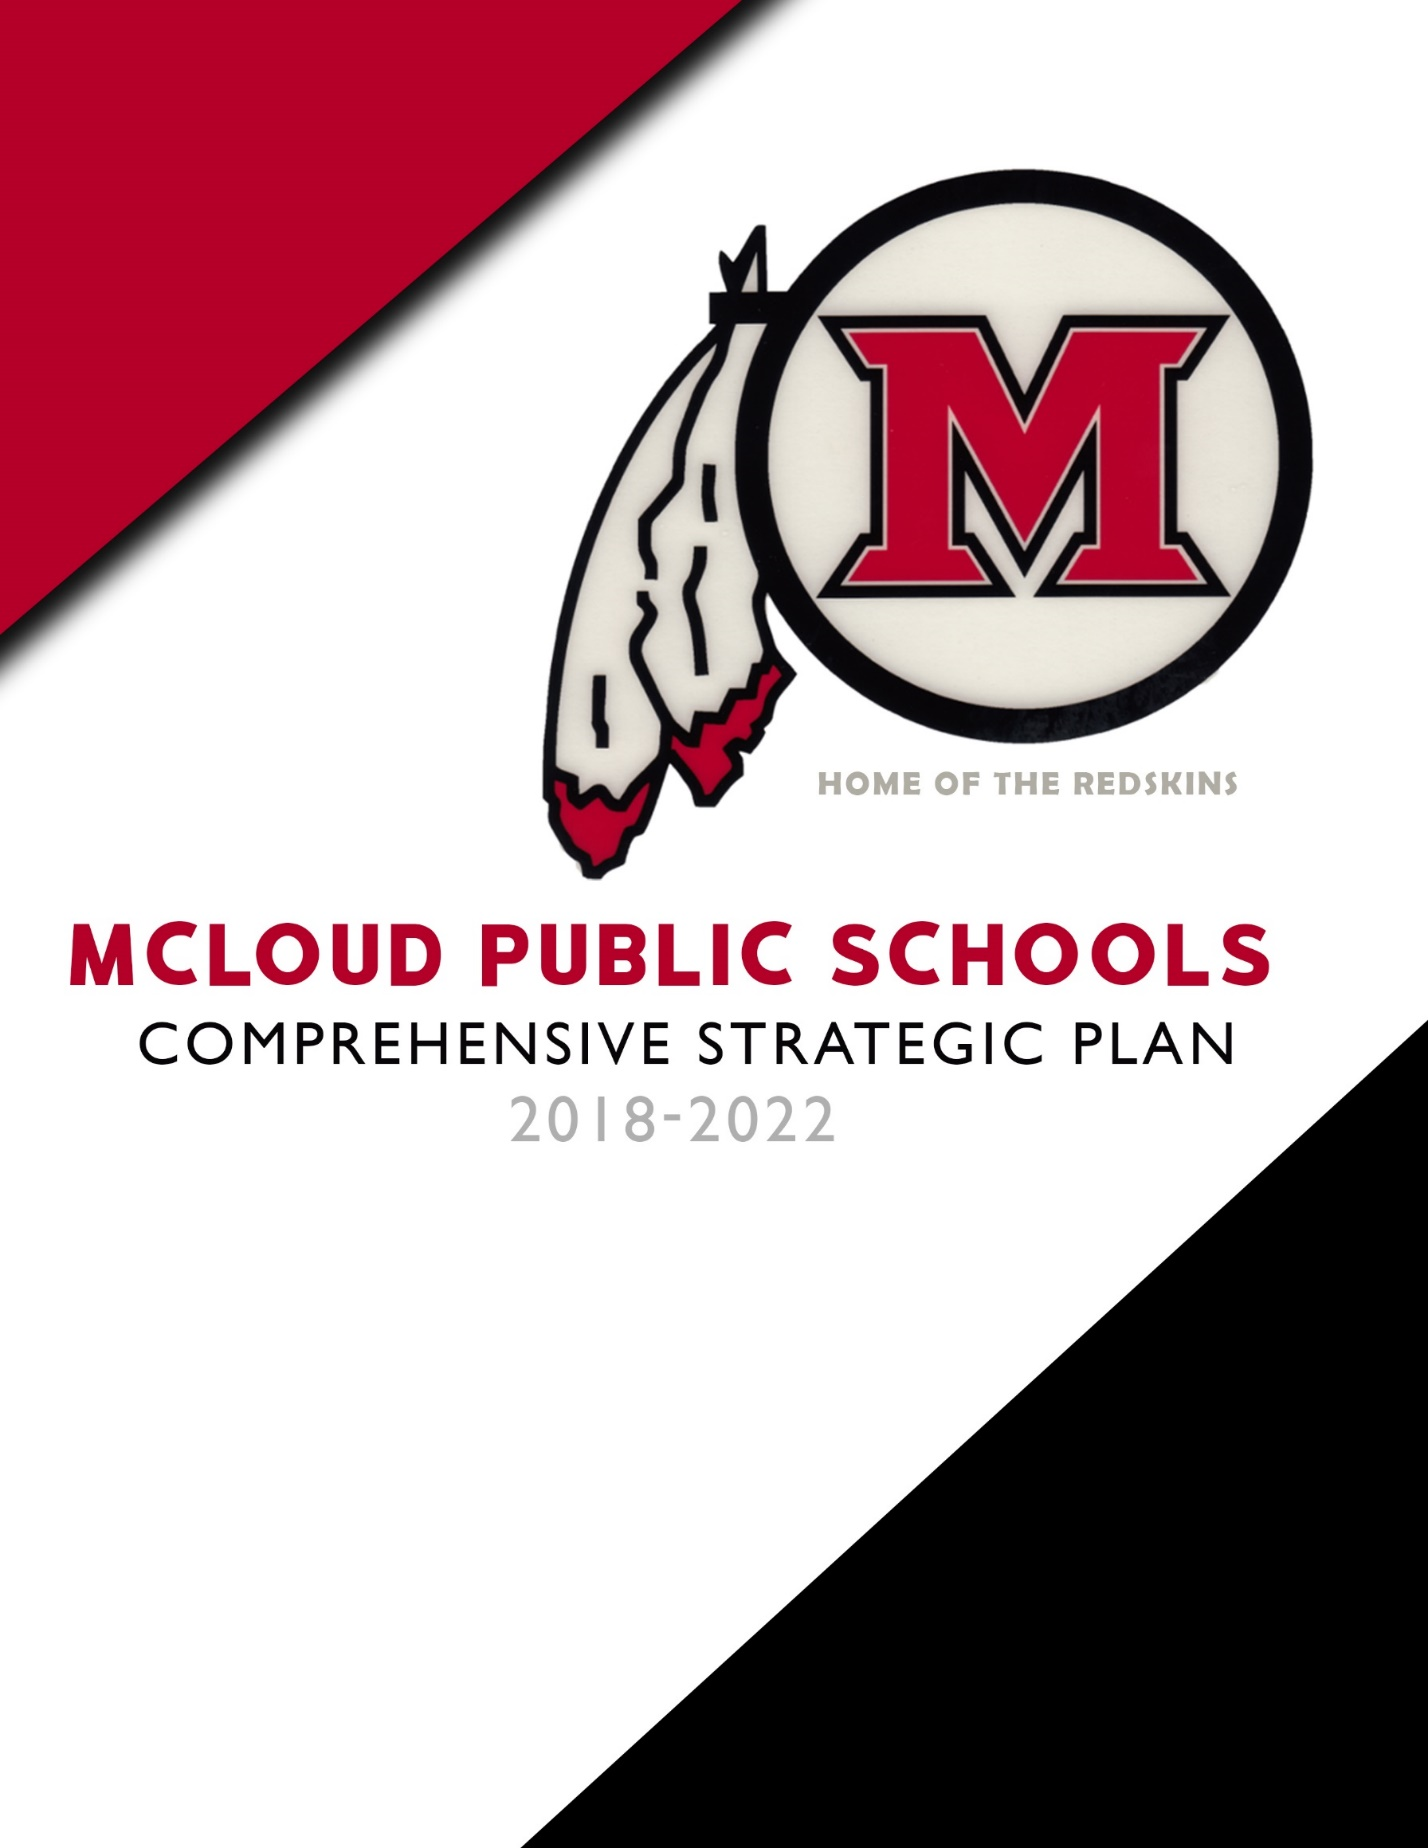 M
HOME OF THE REDSKINS
MCLOUD PUBLIC SCHOOLS
COMPREHENSIVE STRATEGIC PLAN
2018-2022